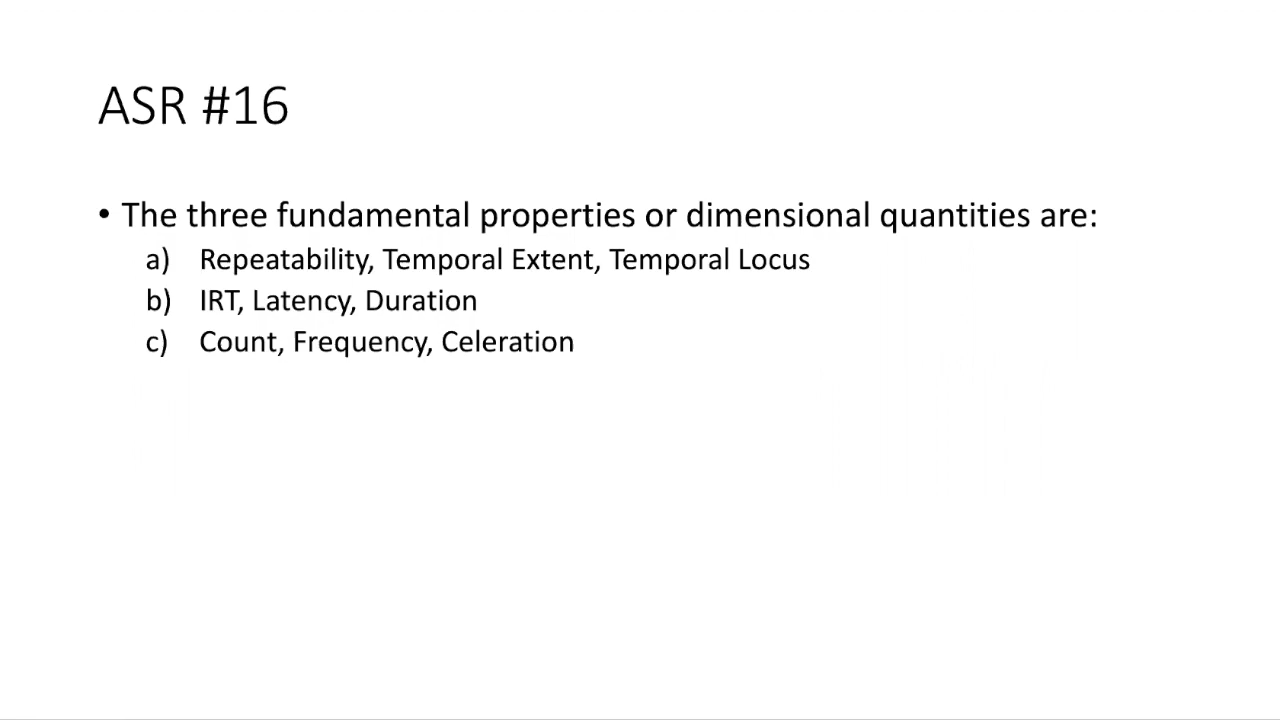 ASR #16
• The three fundamental properties or dimensional quantities are:
a) Repeatability, Temporal Extent, Temporal Locus
b) IRT, Latency, Duration
c) Count, Frequency, Celeration